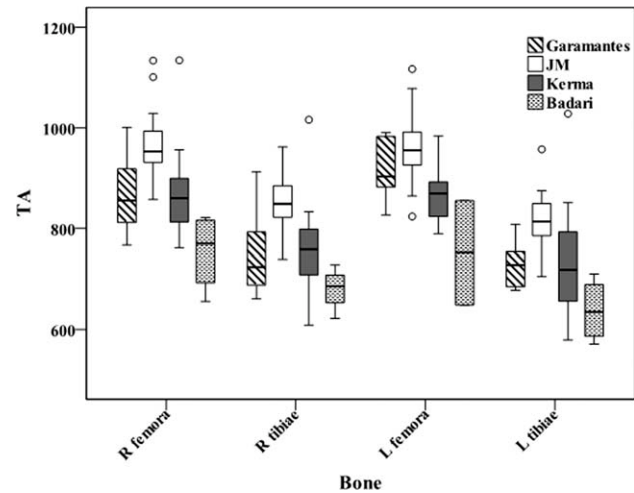 1200
Garamantes
JM
Kerma
Badari
1000
TA
800
600
R femora
R tibiae
L femora
L tibiae
Bone